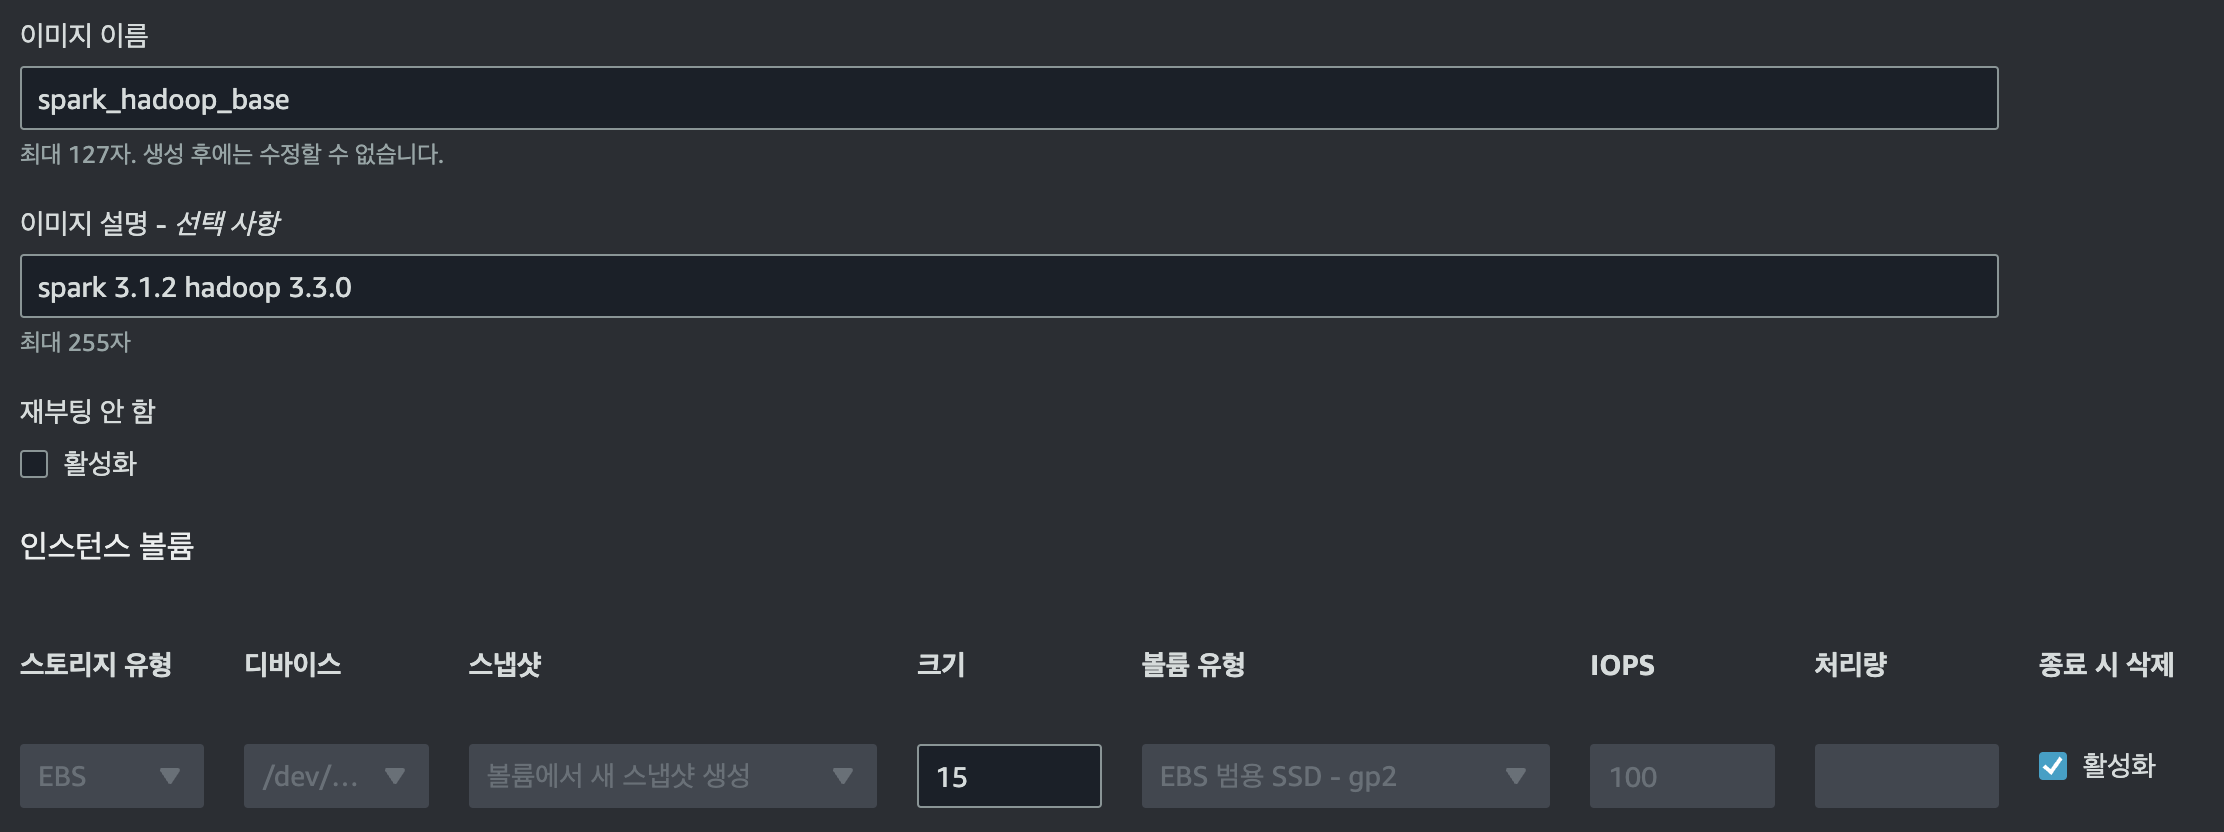 이미지 이름
spark_hadoop_base
최대 127자. 생성 후에는 수정할 수 없습니다.
이미지 설명 - 선택 사항
spark 3.1.2 hadoop 3.3.0
최대 255자
재부팅 안 함
활성화
인스턴스 볼륨
스토리지 유형 디바이스 스냅샷 크기 볼륨 유형 IOPS 처리량 종료 시 삭제
EBS /dev/... 볼륨에서 새 스냅샷 생성 15 EBS 범용 SSD - gp2 100 활성화